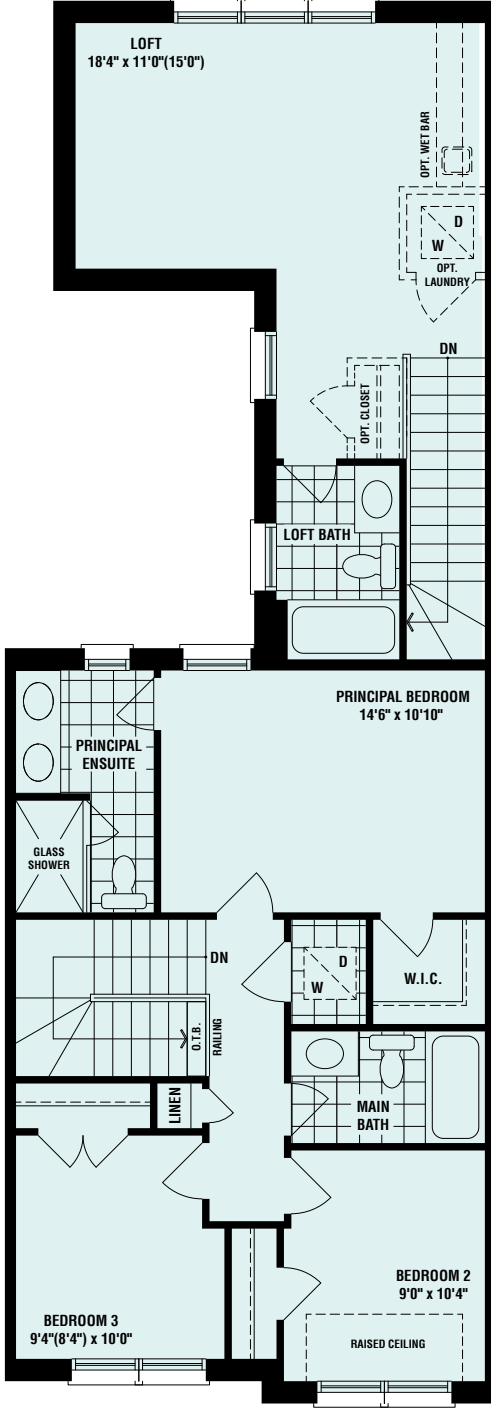 LOFT
18'4" x 11'0"(15'0")
OPT. WET BAR
D
W
OPT.
LAUNDRY
DN
OPT. CLOSET
LOFT BATH
PRINCIPAL BEDROOM
14'6" x 10'10"
PRINCIPAL
ENSUITE
GLASS
SHOWER
DN
D
W
W.I.C.
O.T.B.
RAILING
LINEN
MAIN
BATH
BEDROOM 2
9'0" x 10'4"
BEDROOM 3
9'4"(8'4") x 10'0"
RAISED CEILING